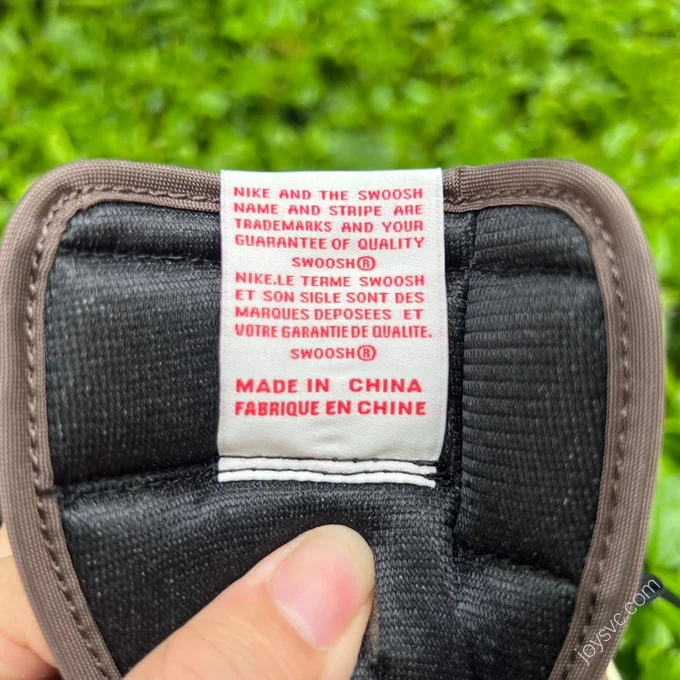 NIKE AND THE SWOOSH
NAME AND STRIPE ARE
TRADEMARKS AND YOUR
GUARANTEE OF QUALITY
SWOOSH®
NIKE.LE TERME SWOOSH
ET SON SIGLE SONT DES
MARQUES DEPOSEES ET
VOTRE GARANTIE DE QUALITE.
SWOOSH®
MADE IN CHINA
FABRIQUE EN CHINE
joysvc.com